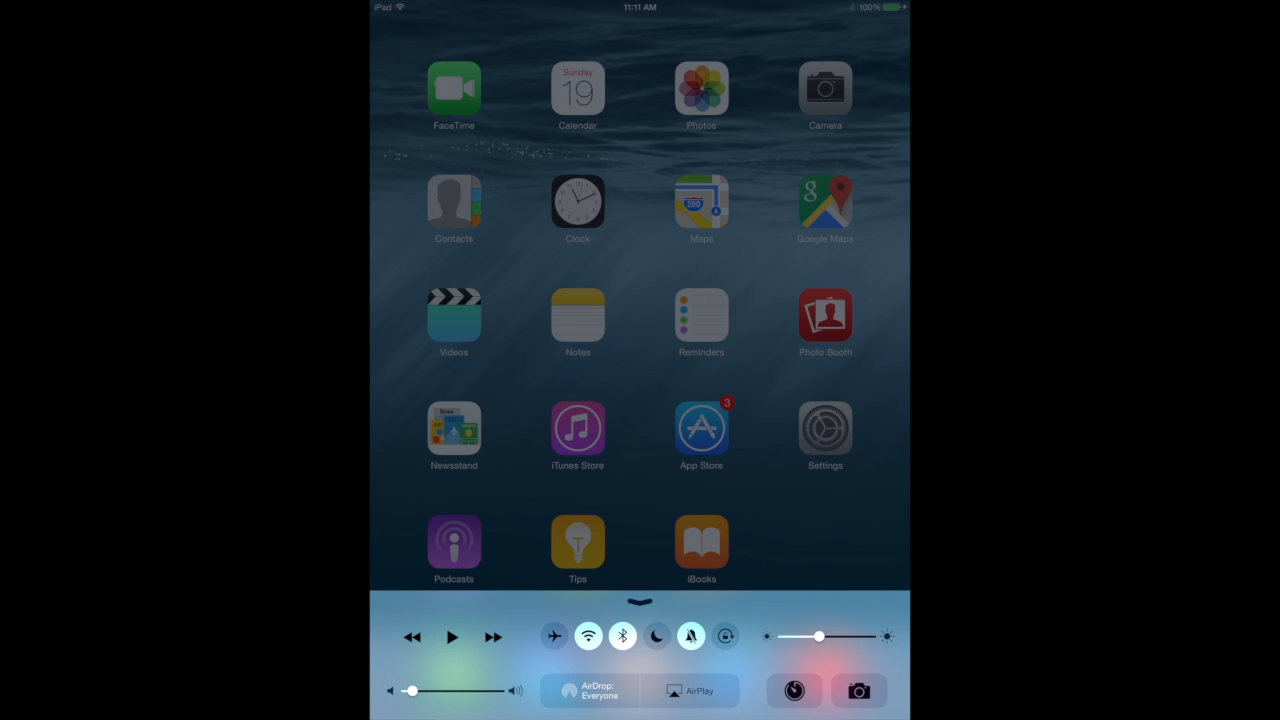 iPad
11:11 AM
100%
Sunday
19
FaceTime
Calendar
Photos
Camera
280
g
Contacts
Clock
Maps
Google Maps
Videos
Notes
Reminders
Photo Booth
3
Newsstand
iTunes Store
App Store
Settings
Podcasts
Tips
iBooks
AirDrop:
Everyone
AirPlay